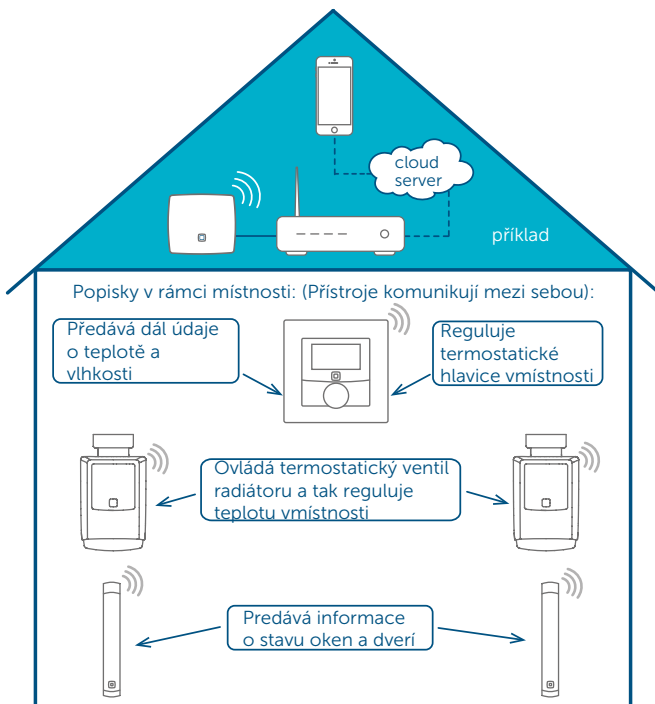 cloud
server
příklad
Popisky v rámci místnosti: (Přístroje komunikují mezi sebou):
Předává dál údaje
o teplotě a
vlhkosti
Reguluje
termostatické
hlavice vmístnosti
Ovládá termostatický ventil
radiátoru a tak reguluje
teplotu vmístnosti
Predává informace
o stavu oken a dverí